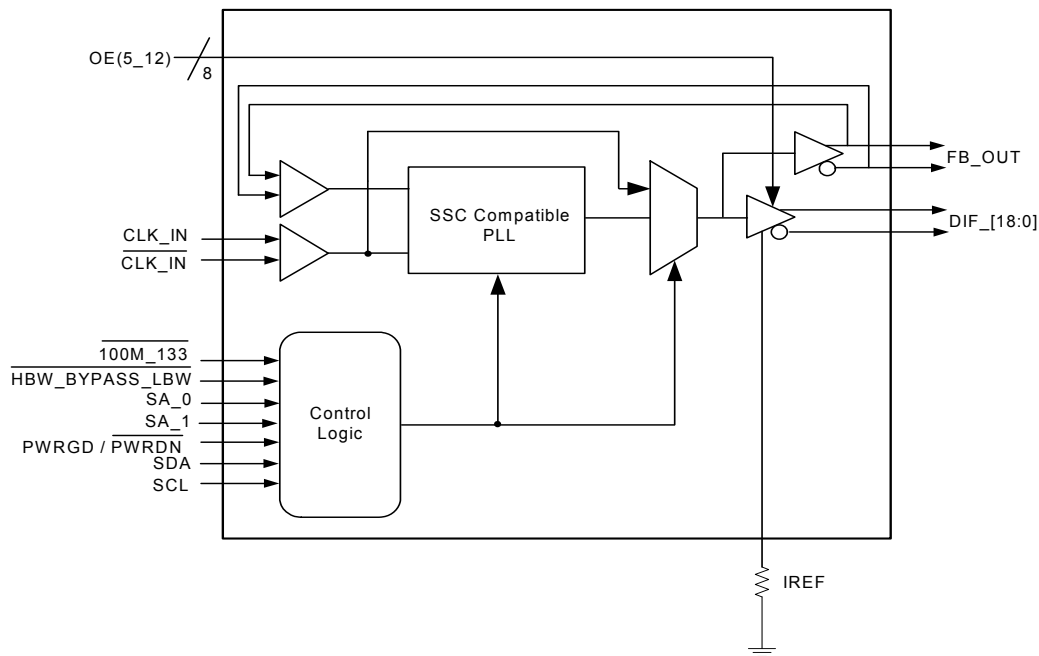 OE(5_12)
8
FB_OUT
SSC Compatible
PLL
DIF_[18:0]
CLK_IN
CLK_IN
100M_133
HBW_BYPASS_LBW
SA_0
SA_1
PWRGD / PWRDN
SDA
SCL
Control
Logic
IREF